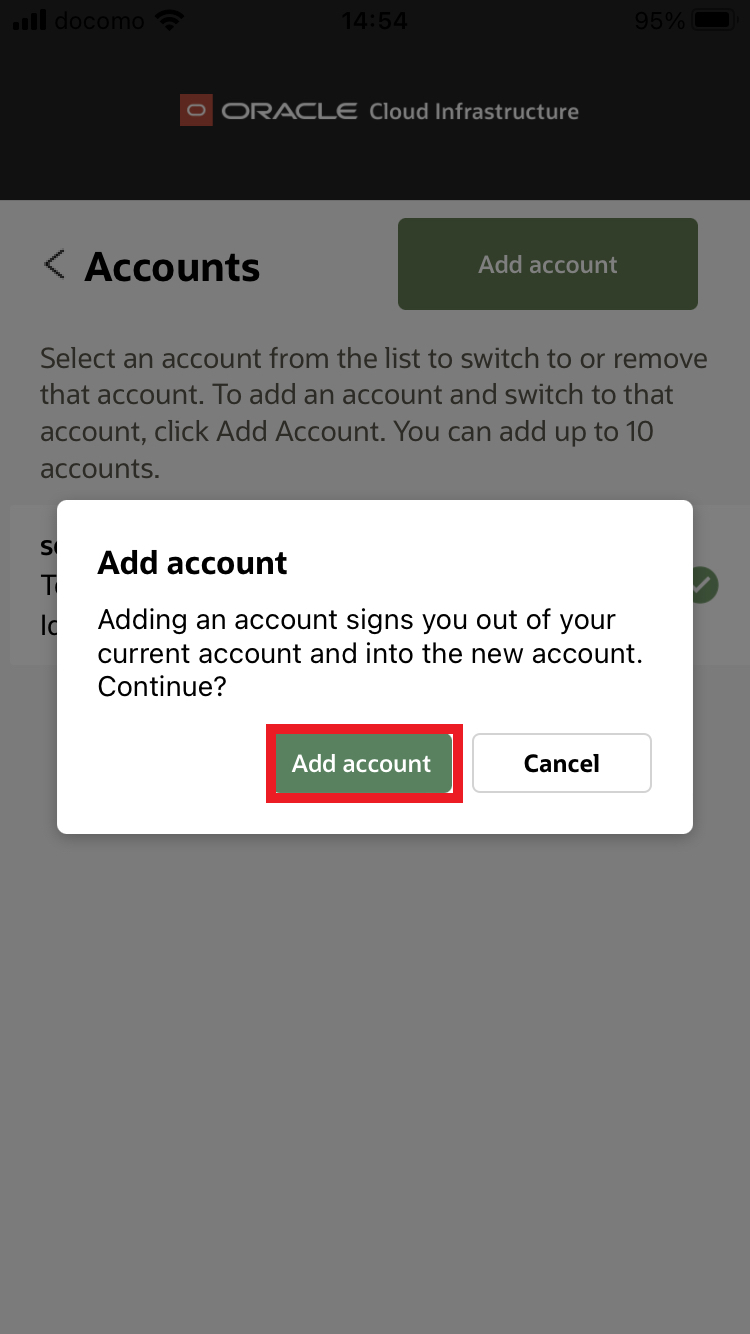 docomo 14:54 95%
ORACLE Cloud Infrastructure
Accounts
Add account
Select an account from the list to switch to or remove
that account. To add an account and switch to that
account, click Add Account. You can add up to 10
accounts.
Add account
Adding an account signs you out of your
current account and into the new account.
Continue?
Add account
Cancel